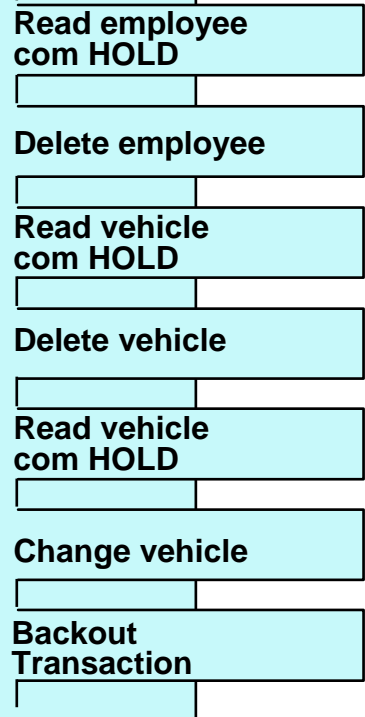 Read employee
com HOLD
Delete employee
Read vehicle
com HOLD
Delete vehicle
Read vehicle
com HOLD
Change vehicle
Backout
Transaction